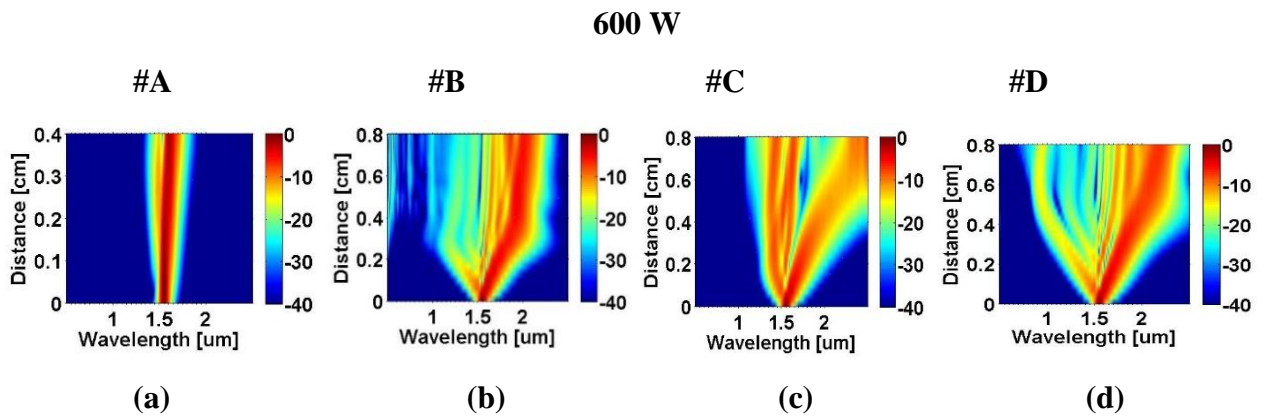 600 W
#A #B #C #D
0.4 0.3 0.2 0.1 0
Distance [cm]
1 1.5 2
Wavelength [um]
0 -10 -20 -30 -40
0.8 0.6 0.4 0.2 0
Distance [cm]
1 1.5 2
Wavelength [um]
0 -10 -20 -30 -40
0.8 0.6 0.4 0.2 0
Distance [cm]
1 1.5 2
Wavelength [um]
0 -10 -20 -30 -40
0.8 0.6 0.4 0.2 0
Distance [cm]
1 1.5 2
Wavelength [um]
0 -10 -20 -30 -40
(a) (b) (c) (d)